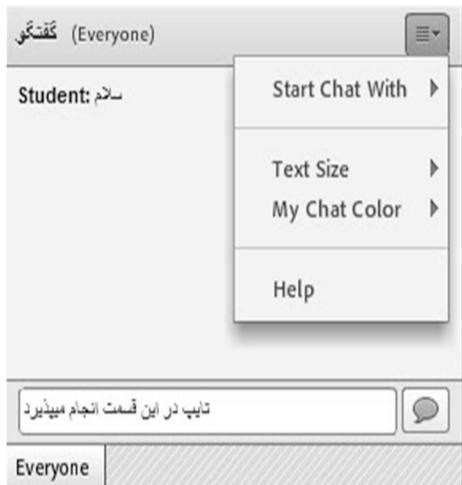 گفتگو (Everyone)
Start Chat With
Student: سلام
Text Size
My Chat Color
Help
تایپ در این قسمت انجام میپذیرد
Everyone